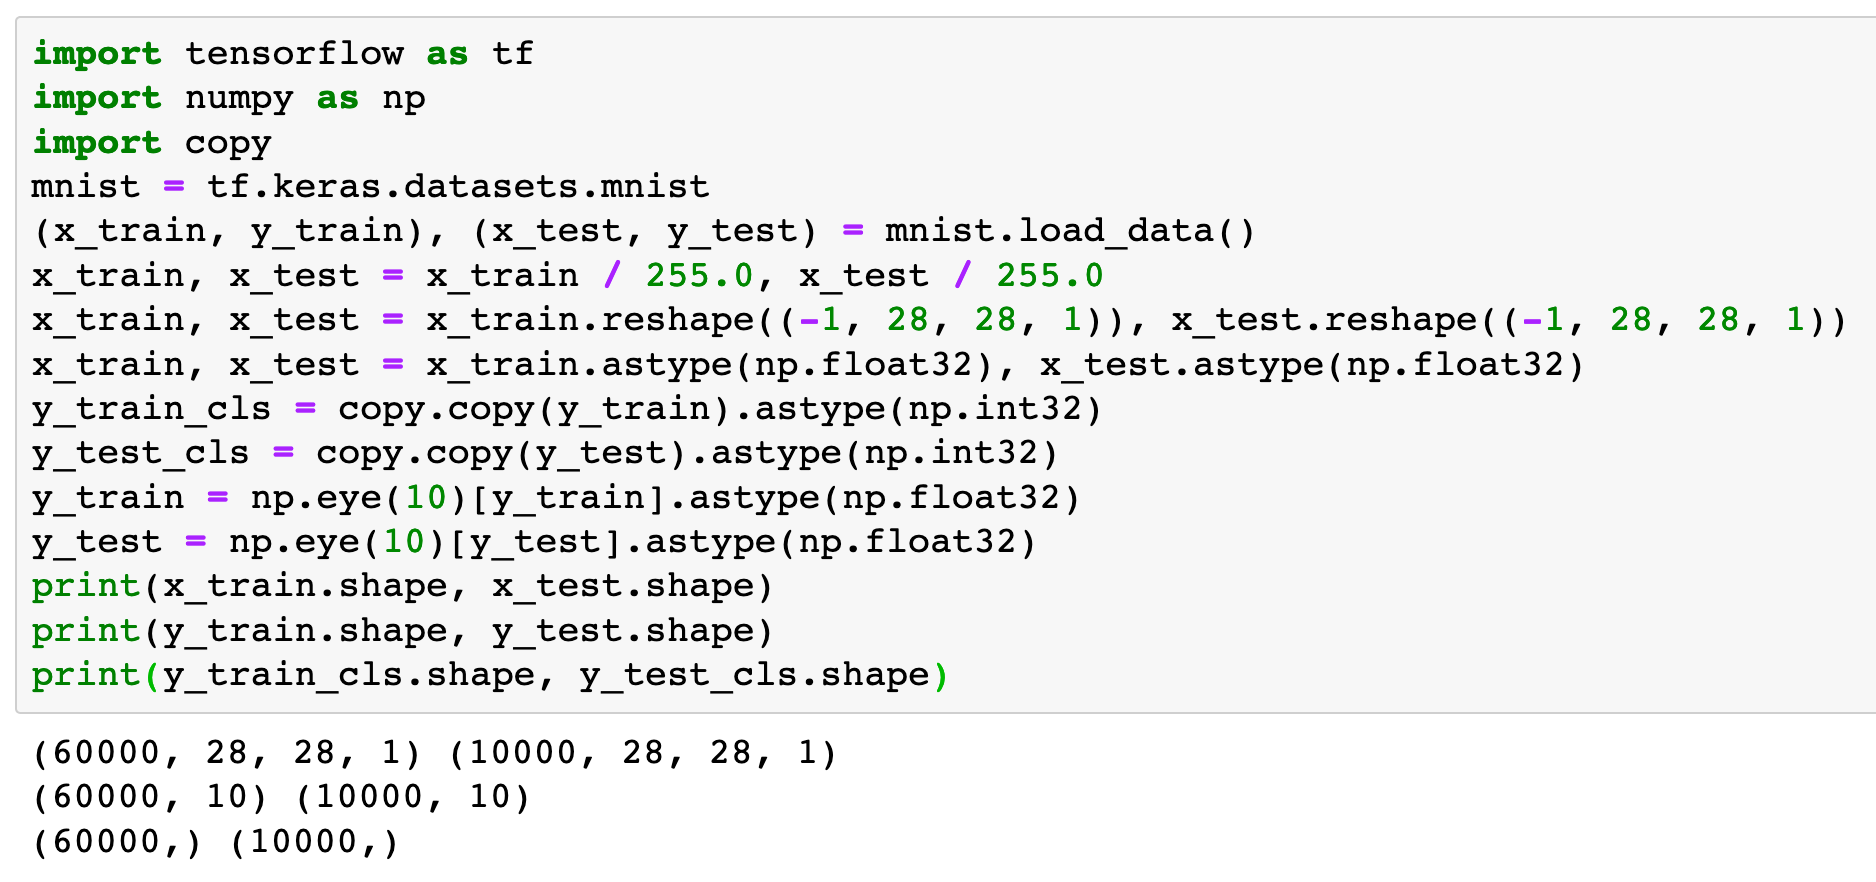 import tensorflow as tf
import numpy as np
import copy
mnist = tf.keras.datasets.mnist
(x_train, y_train), (x_test, y_test) = mnist.load_data()
x_train, x_test = x_train / 255.0, x_test / 255.0
x_train, x_test = x_train.reshape((-1, 28, 28, 1)), x_test.reshape((-1, 28, 28, 1))
x_train, x_test = x_train.astype(np.float32), x_test.astype(np.float32)
y_train_cls = copy.copy(y_train).astype(np.int32)
y_test_cls = copy.copy(y_test).astype(np.int32)
y_train = np.eye(10)[y_train].astype(np.float32)
y_test = np.eye(10)[y_test].astype(np.float32)
print(x_train.shape, x_test.shape)
print(y_train.shape, y_test.shape)
print(y_train_cls.shape, y_test_cls.shape)
(60000, 28, 28, 1) (10000, 28, 28, 1)
(60000, 10) (10000, 10)
(60000,) (10000,)